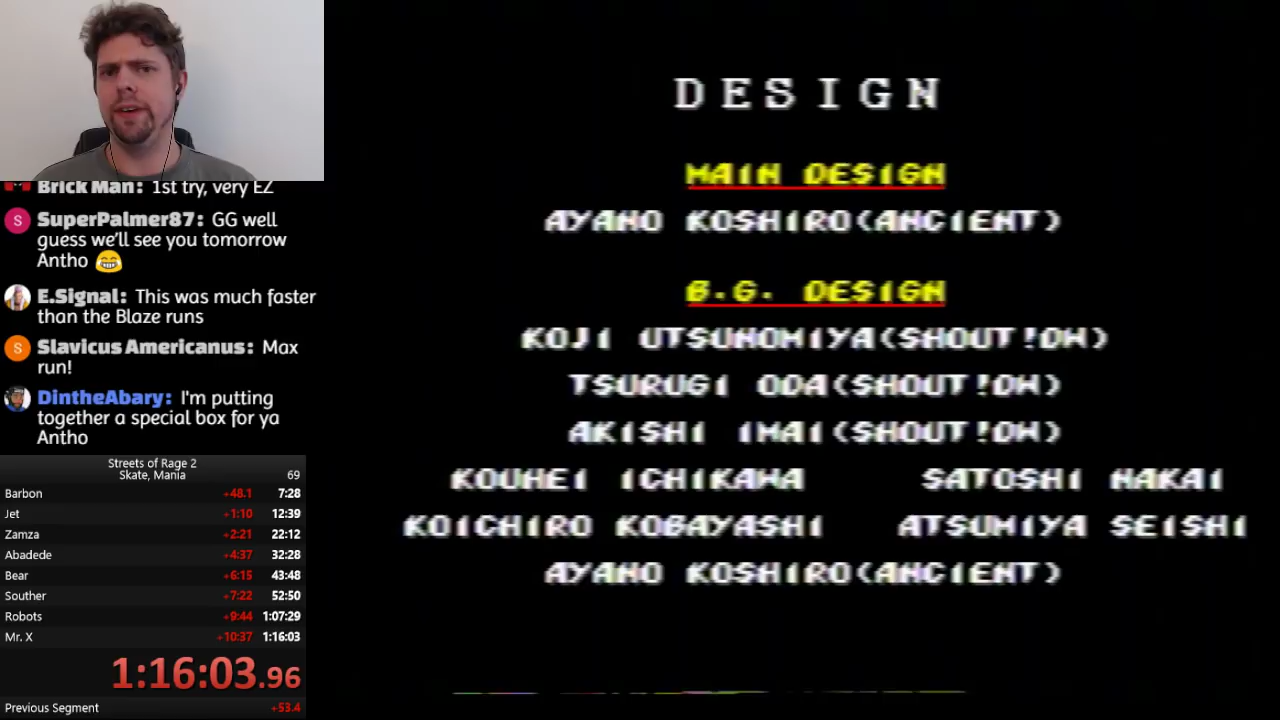 DESIGN
MAIN DESIGN
AYANO KOSHIRO(ANCIENT)
B.G. DESIGN
KOJI UTSUNOMIYA(SHOUT!DW)
TSURUGI ODA(SHOUT!DW)
AKISHI IMAI(SHOUT!DW)
KOUHEI ICHIKAWA SATOSHI NAKAI
KOICHIRO KOBAYASHI ATSUMIYA SEISHI
AYANO KOSHIRO(ANCIENT)
Brick Man: 1st try, very EZ
S SuperPalmer87: GG well
guess we'll see you tomorrow
Antho 😂
E.Signal: This was much faster
than the Blaze runs
S Slavicus Americanus: Max
run!
DintheAbary: I'm putting
together a special box for ya
Antho
Streets of Rage 2
Skate, Mania 69
Barbon +48.1 7:28
Jet +1:10 12:39
Zamza +2:21 22:12
Abadede +4:37 32:28
Bear +6:15 43:48
Souther +7:22 52:50
Robots +9:44 1:07:29
Mr. X +10:37 1:16:03
1:16:03.96
Previous Segment +53.4